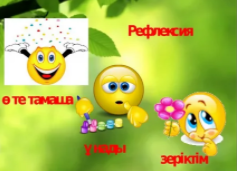 Рефлексия
өте тамаша
ұнады
зеріктім